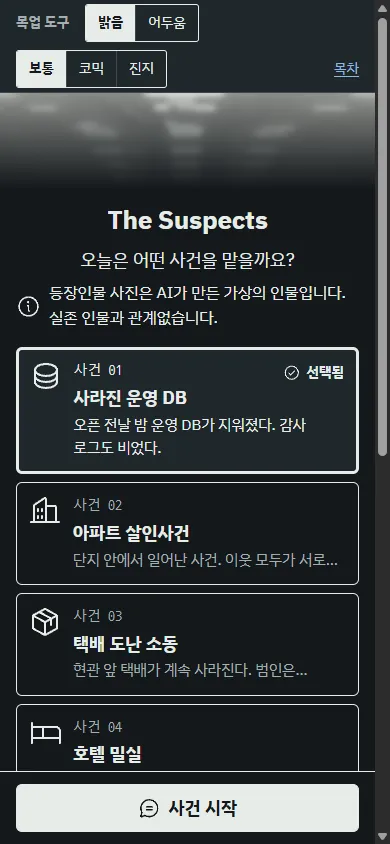 목업 도구
밝음
어두움
보통
코믹
진지
목차
The Suspects
오늘은 어떤 사건을 맡을까요?
등장인물 사진은 AI가 만든 가상의 인물입니다.
실존 인물과 관계없습니다.
사건 01
선택됨
사라진 운영 DB
오픈 전날 밤 운영 DB가 지워졌다. 감사
로그도 비었다.
사건 02
아파트 살인사건
단지 안에서 일어난 사건. 이웃 모두가 서로...
사건 03
택배 도난 소동
현관 앞 택배가 계속 사라진다. 범인은...
사건 04
호텔 밀실
사건 시작